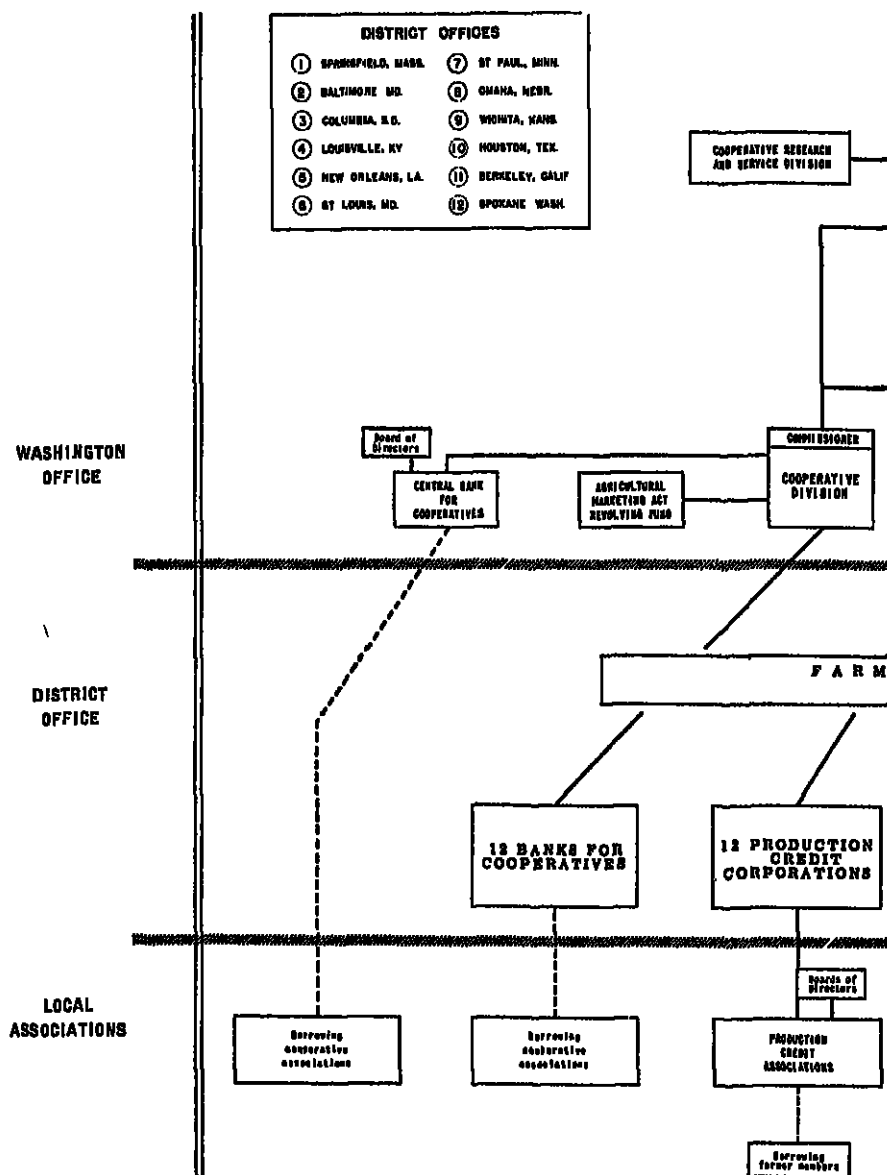 DISTRICT OFFICES
1 SPRINGFIELD, MASS.
2 BALTIMORE MD.
3 COLUMBIA, S.C.
4 LOUISVILLE, KY
5 NEW ORLEANS, LA.
6 ST LOUIS, MO.
7 ST PAUL, MINN.
8 OMAHA, NEBR.
9 WICHITA, KANS.
10 HOUSTON, TEX.
11 BERKELEY, CALIF
12 SPOKANE WASH.
COOPERATIVE RESEARCH
AND SERVICE DIVISION
WASHINGTON
OFFICE
Board of
Directors
CENTRAL BANK
FOR
COOPERATIVES
AGRICULTURAL
MARKETING ACT
REVOLVING FUND
COMMISSIONER
COOPERATIVE
DIVISION
DISTRICT
OFFICE
FARM
12 BANKS FOR
COOPERATIVES
12 PRODUCTION
CREDIT
CORPORATIONS
LOCAL
ASSOCIATIONS
Borrowing
cooperative
associations
Borrowing
cooperative
associations
Boards of
Directors
PRODUCTION
CREDIT
ASSOCIATIONS
Borrowing
farmer members